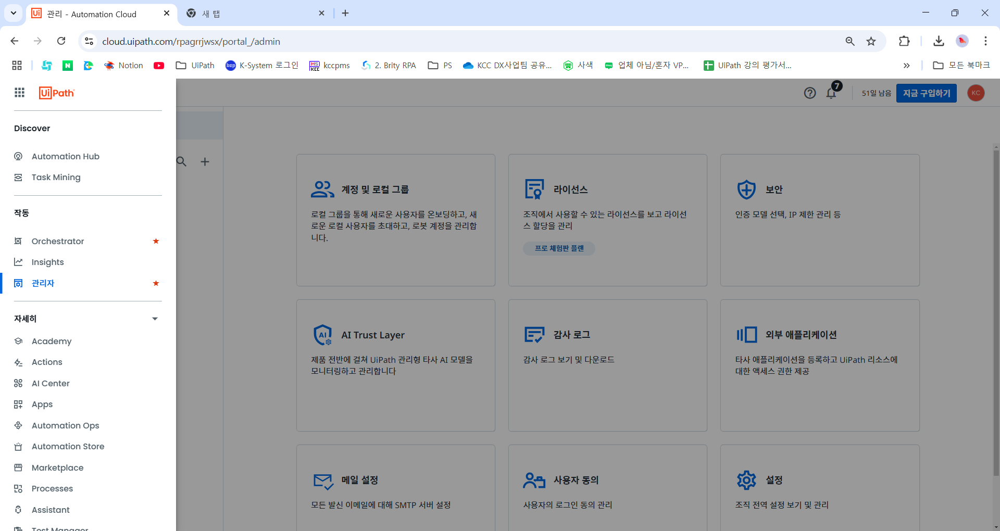 관리 - Automation Cloud
새 탭
cloud.uipath.com/rpagrrjwsx/portal_/admin
Notion
UiPath
bzp
K-System 로그인
MS
KCC
kccpms
2. Brity RPA
PS
KCC DX사업팀 공유...
사색
업체 아님/혼자 VP...
UiPath 강의 평가서...
모든 북마크
UiPath
7
51일 남음
지금 구입하기
KC
Discover
Automation Hub
Task Mining
작동
Orchestrator
Insights
관리자
자세히
Academy
Actions
AI Center
Apps
Automation Ops
Automation Store
Marketplace
Processes
Assistant
Test Manager
계정 및 로컬 그룹
로컬 그룹을 통해 새로운 사용자를 온보딩하고, 새
로운 로컬 사용자를 초대하고, 로봇 계정을 관리합
니다.
라이선스
조직에서 사용할 수 있는 라이선스를 보고 라이선
스 할당을 관리
프로 체험판 플랜
보안
인증 모델 선택, IP 제한 관리 등
AI
AI Trust Layer
제품 전반에 걸쳐 UiPath 관리형 타사 AI 모델을
모니터링하고 관리합니다
감사 로그
감사 로그 보기 및 다운로드
외부 애플리케이션
타사 애플리케이션을 등록하고 UiPath 리소스에
대한 액세스 권한 제공
메일 설정
모든 발신 이메일에 대해 SMTP 서버 설정
사용자 동의
사용자의 로그인 동의 관리
설정
조직 전역 설정 보기 및 관리